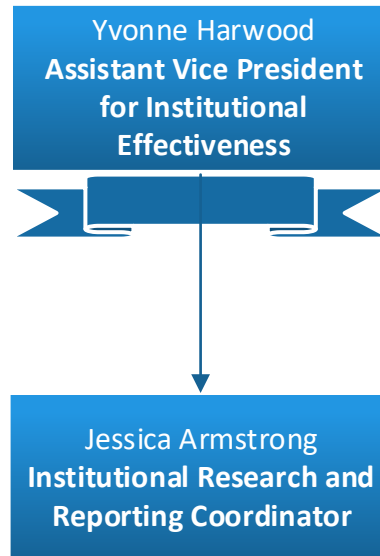 Yvonne Harwood
Assistant Vice President
for Institutional
Effectiveness
Jessica Armstrong
Institutional Research and
Reporting Coordinator